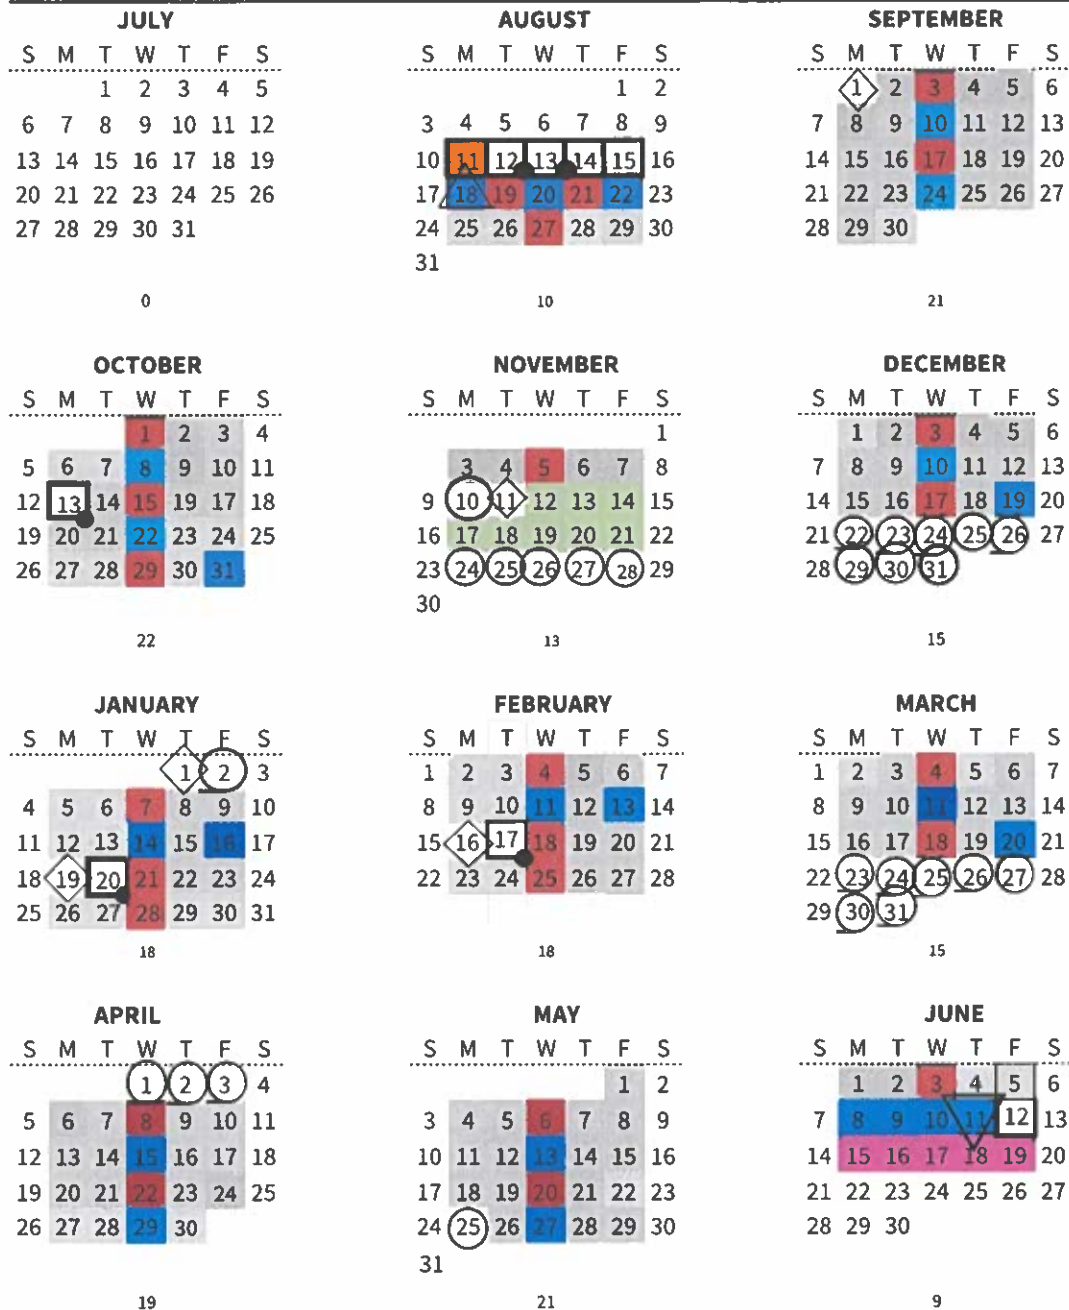 JULY
S M T W T F S
1 2 3 4 5
6 7 8 9 10 11 12
13 14 15 16 17 18 19
20 21 22 23 24 25 26
27 28 29 30 31
0
AUGUST
S M T W T F S
1 2
3 4 5 6 7 8 9
10 11 12 13 14 15 16
17 18 19 20 21 22 23
24 25 26 27 28 29 30
31
10
SEPTEMBER
S M T W T F S
1 2 3 4 5 6
7 8 9 10 11 12 13
14 15 16 17 18 19 20
21 22 23 24 25 26 27
28 29 30
21
OCTOBER
S M T W T F S
1 2 3 4
5 6 7 8 9 10 11
12 13 14 15 19 17 18
19 20 21 22 23 24 25
26 27 28 29 30 31
22
NOVEMBER
S M T W T F S
1
3 4 5 6 7 8
9 10 11 12 13 14 15
16 17 18 19 20 21 22
23 24 25 26 27 28 29
30
13
DECEMBER
S M T W T F S
1 2 3 4 5 6
7 8 9 10 11 12 13
14 15 16 17 18 19 20
21 22 23 24 25 26 27
28 29 30 31
15
JANUARY
S M T W T F S
1 2 3
4 5 6 7 8 9 10
11 12 13 14 15 16 17
18 19 20 21 22 23 24
25 26 27 28 29 30 31
18
FEBRUARY
S M T W T F S
1 2 3 4 5 6 7
8 9 10 11 12 13 14
15 16 17 18 19 20 21
22 23 24 25 26 27 28
18
MARCH
S M T W T F S
1 2 3 4 5 6 7
8 9 10 11 12 13 14
15 16 17 18 19 20 21
22 23 24 25 26 27 28
29 30 31
15
APRIL
S M T W T F S
1 2 3 4
5 6 7 8 9 10 11
12 13 14 15 16 17 18
19 20 21 22 23 24 25
26 27 28 29 30
19
MAY
S M T W T F S
1 2
3 4 5 6 7 8 9
10 11 12 13 14 15 16
17 18 19 20 21 22 23
24 25 26 27 28 29 30
31
21
JUNE
S M T W T F S
1 2 3 4 5 6
7 8 9 10 11 12 13
14 15 16 17 18 19 20
21 22 23 24 25 26 27
28 29 30
9